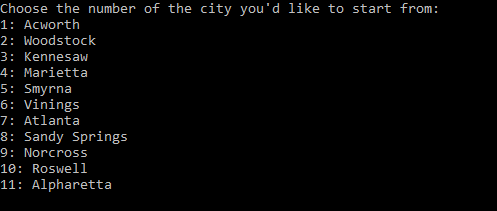 Choose the number of the city you'd like to start from:
1: Acworth
2: Woodstock
3: Kennesaw
4: Marietta
5: Smyrna
6: Vinings
7: Atlanta
8: Sandy Springs
9: Norcross
10: Roswell
11: Alpharetta